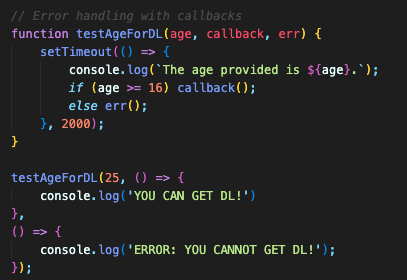 // Error handling with callbacks
function testAgeForDL(age, callback, err) {
    setTimeout(() => {
        console.log(`The age provided is ${age}.`);
        if (age >= 16) callback();
        else err();
    }, 2000);
}

testAgeForDL(25, () => {
    console.log('YOU CAN GET DL!')
},
() => {
    console.log('ERROR: YOU CANNOT GET DL!');
});